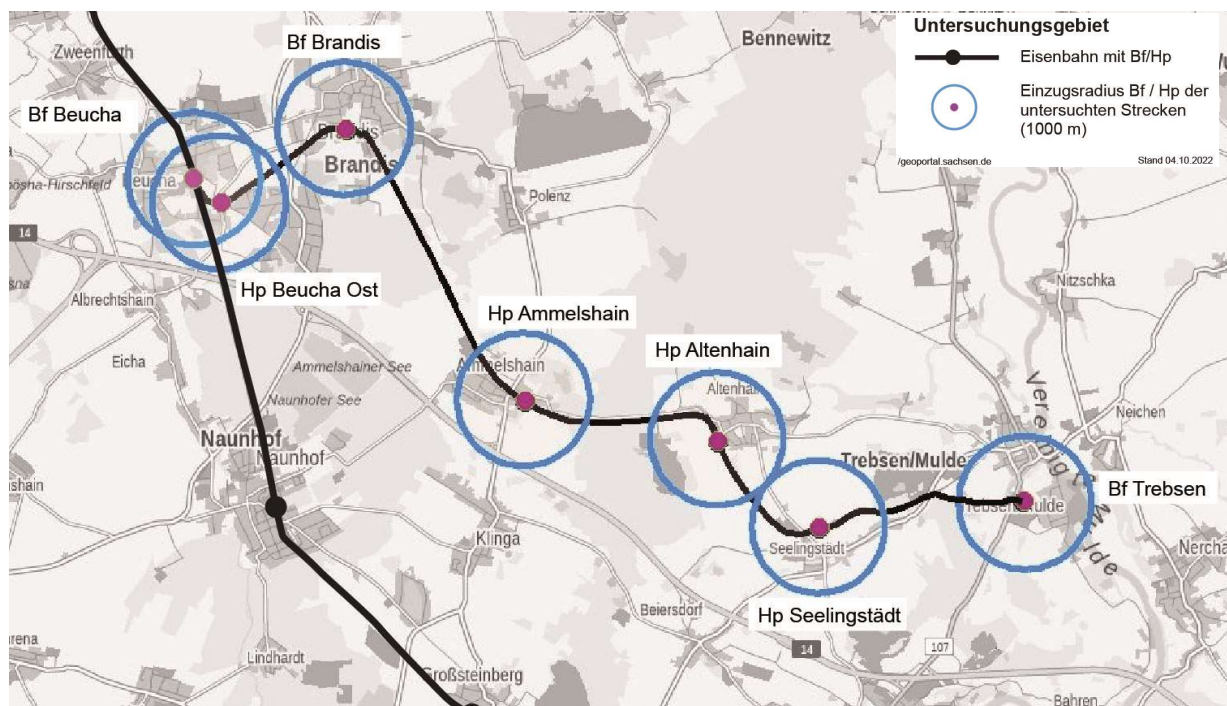 Zweenfurth
Bf Brandis
Bennewitz
Untersuchungsgebiet
Eisenbahn mit Bf/Hp
Einzugsradius Bf / Hp der
untersuchten Strecken
(1000 m)
/geoportal.sachsen.de
Stand 04.10.2022
Bf Beucha
Brandis
Brandis
Beucha
Polenz
14
Hp Beucha Ost
Albrechtshain
Nitzschka
Hp Ammelshain
Hp Altenhain
Eicha
Ammelshainer See
Ammelshain
Altenhain
Naunhofer See
Neichen
Naunhof
Naunhof
Trebsen/Mulde
Bf Trebsen
Klinga
Seelingstädt
Beiersdorf
Hp Seelingstädt
14
107
Lindhardt
Großsteinberg
Bahren